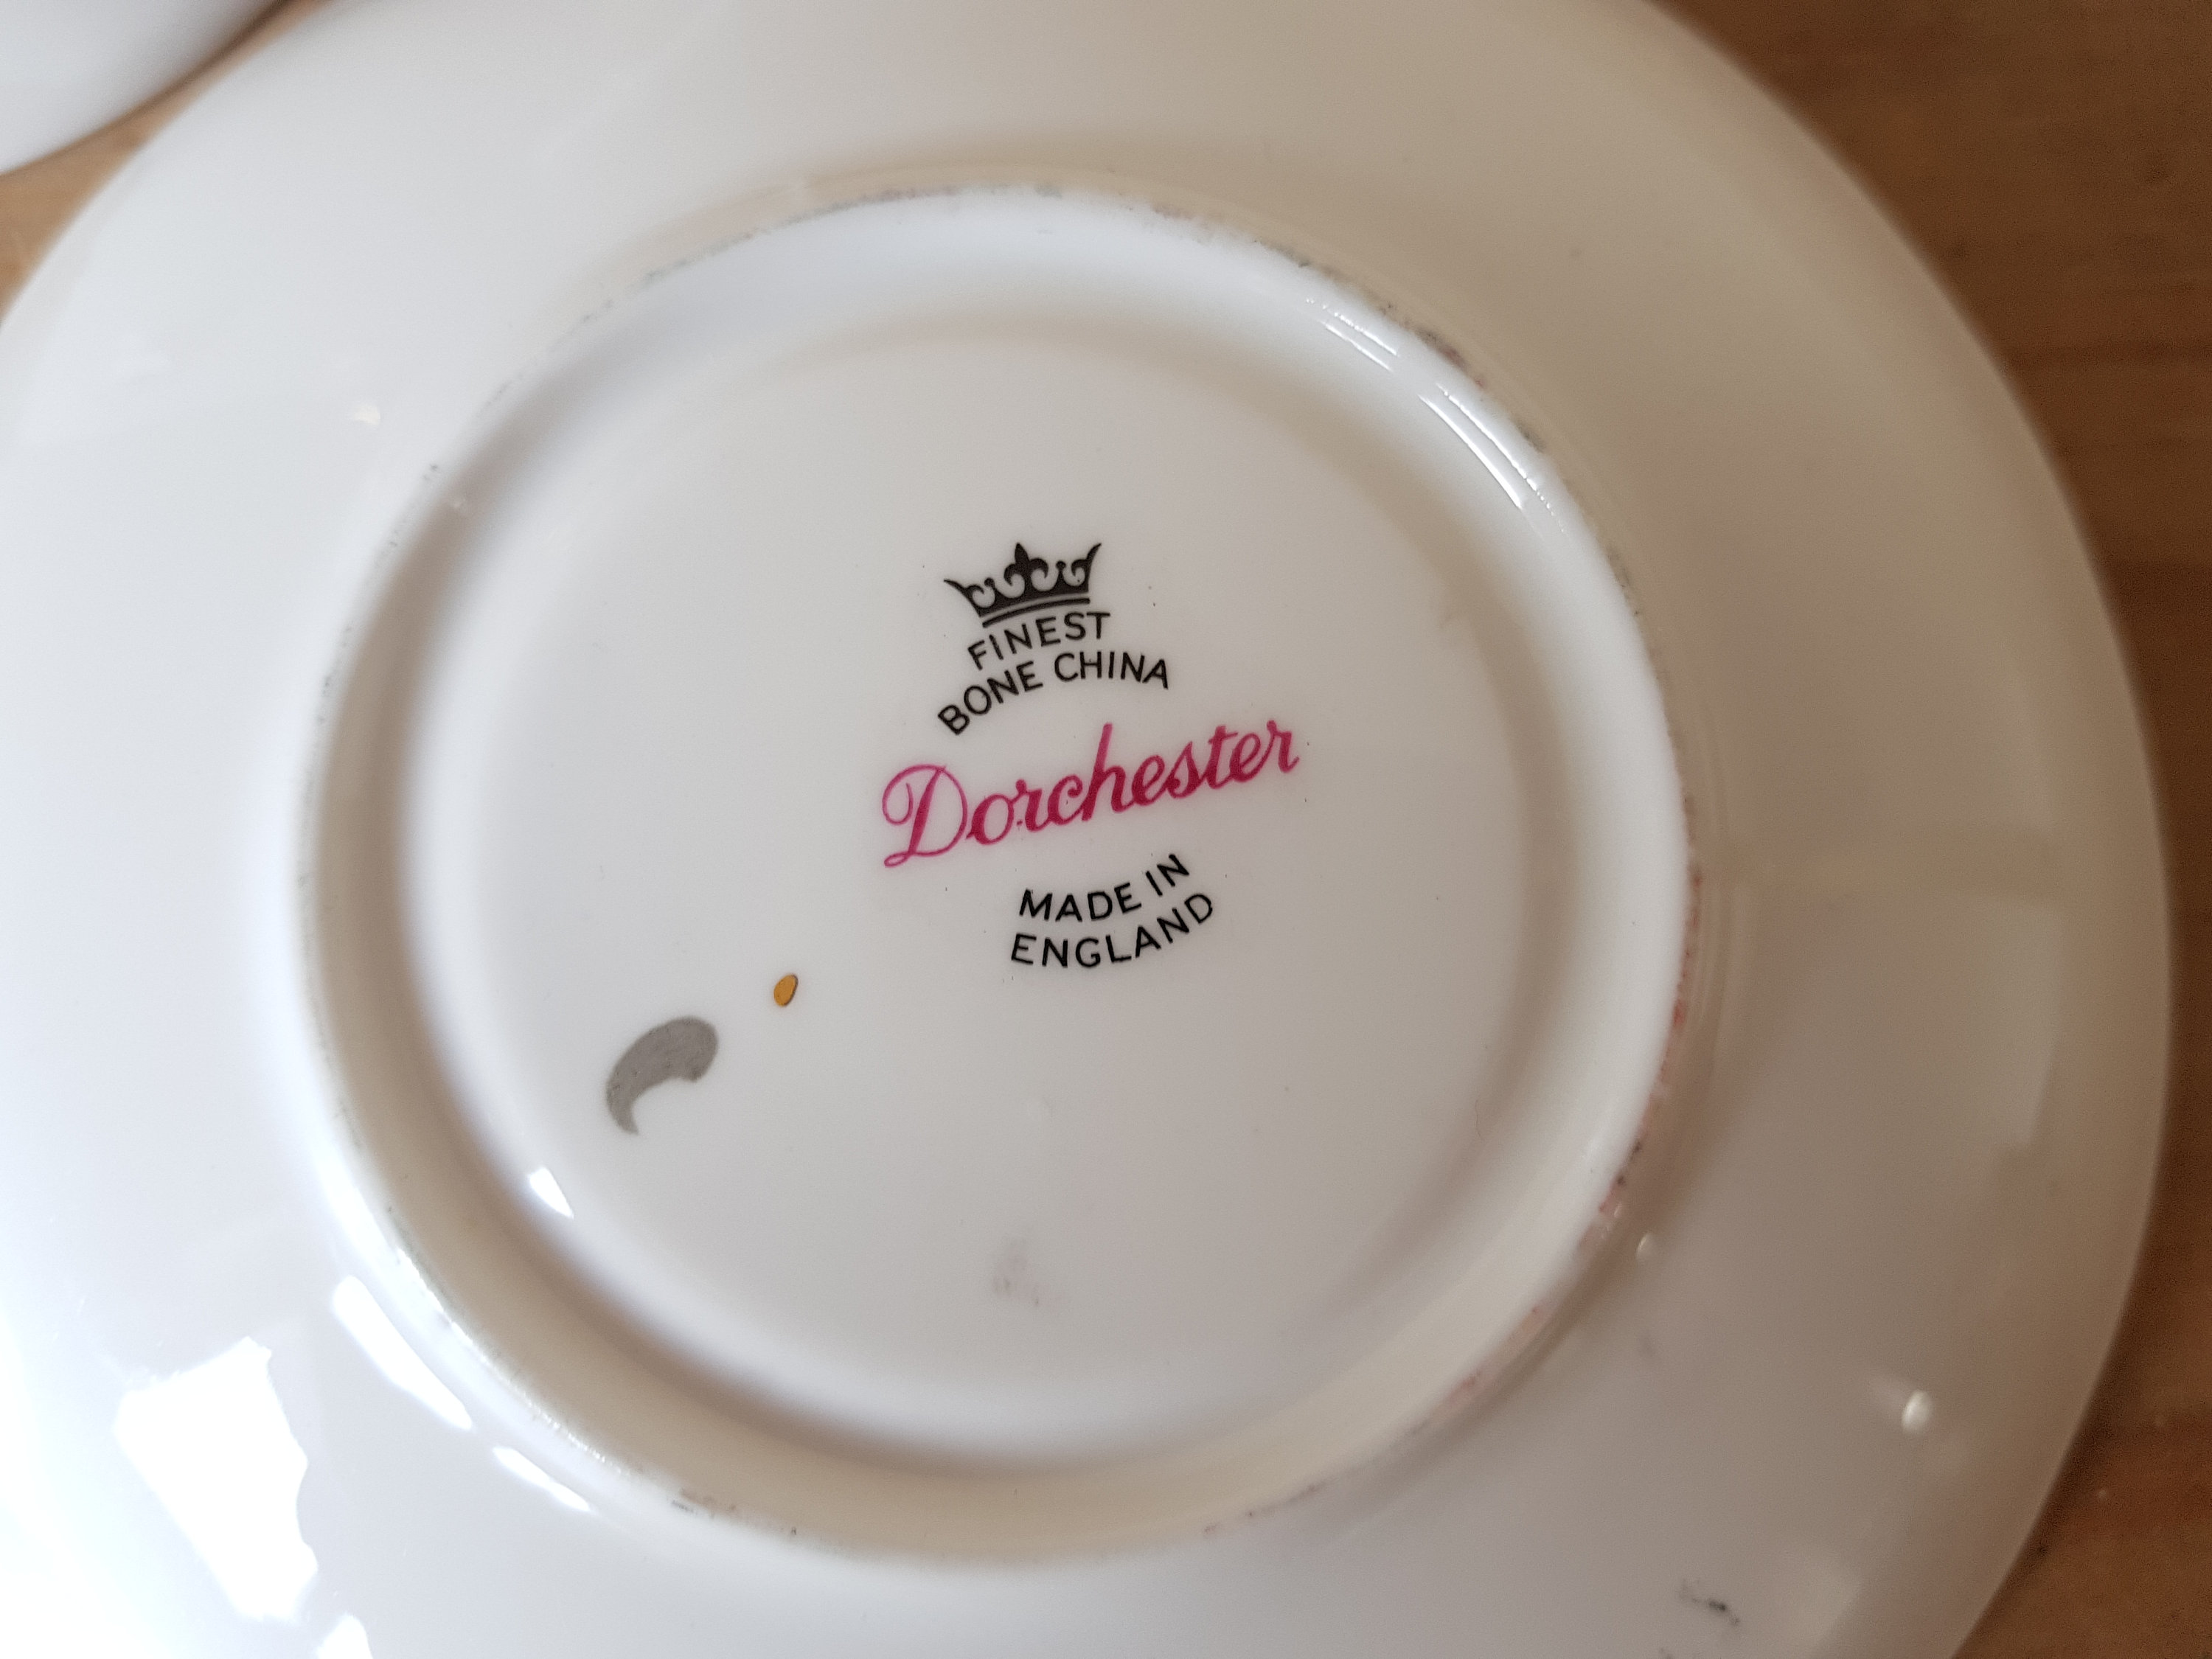 FINEST
BONE CHINA
Dorchester
MADE IN
ENGLAND